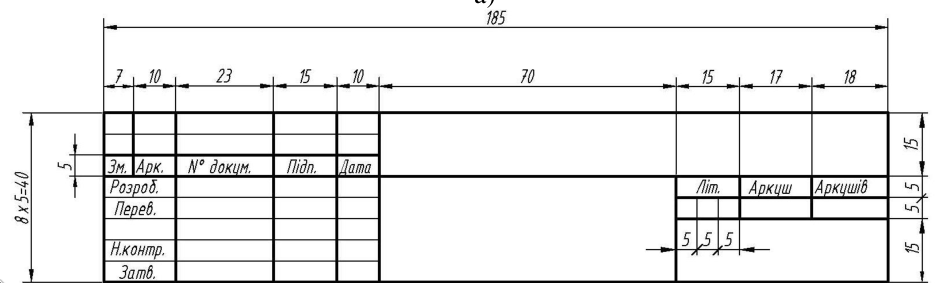 а)
185
7 10 23 15 10 70 15 17 18
8 x 5=40
5
15
Зм. Арк. N° докум. Підп. Дата
Розроб. Літ. Аркуш Аркушів 5
Перев. 5
5 5 5 15
Н.контр.
Затв.